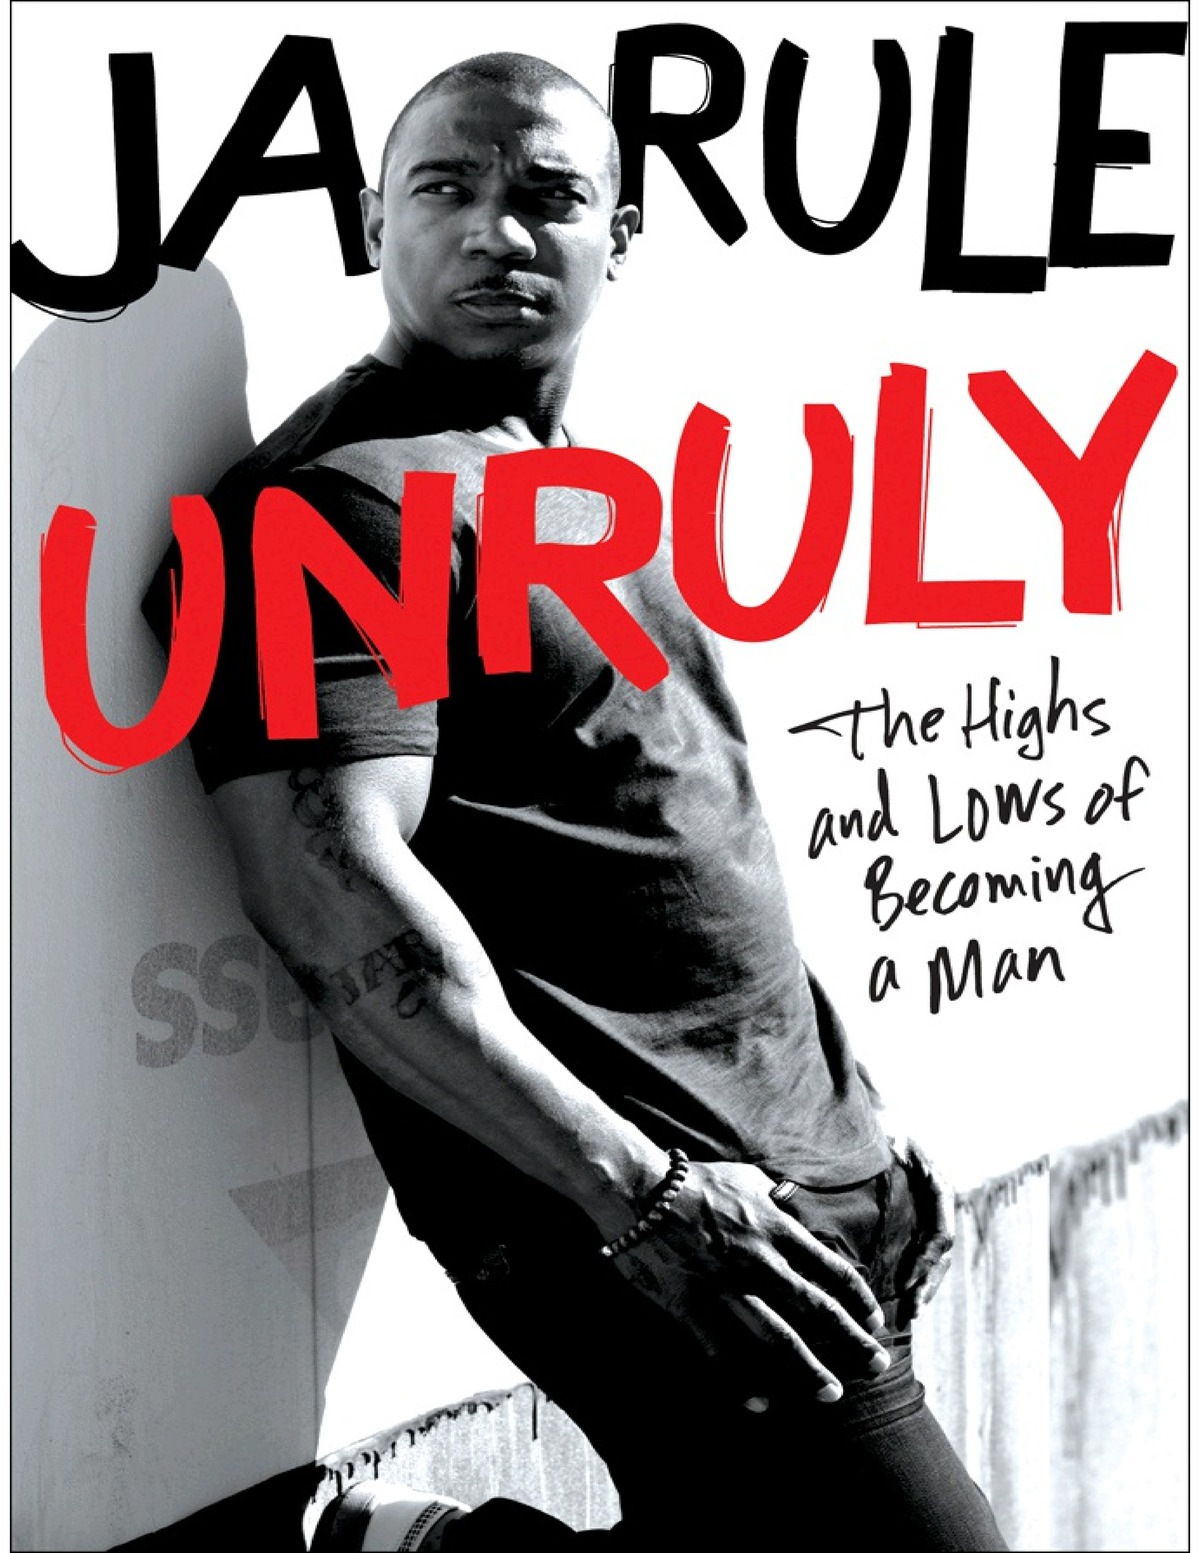 JA RULE
UNRULY
The Highs
and Lows of
Becoming
a Man